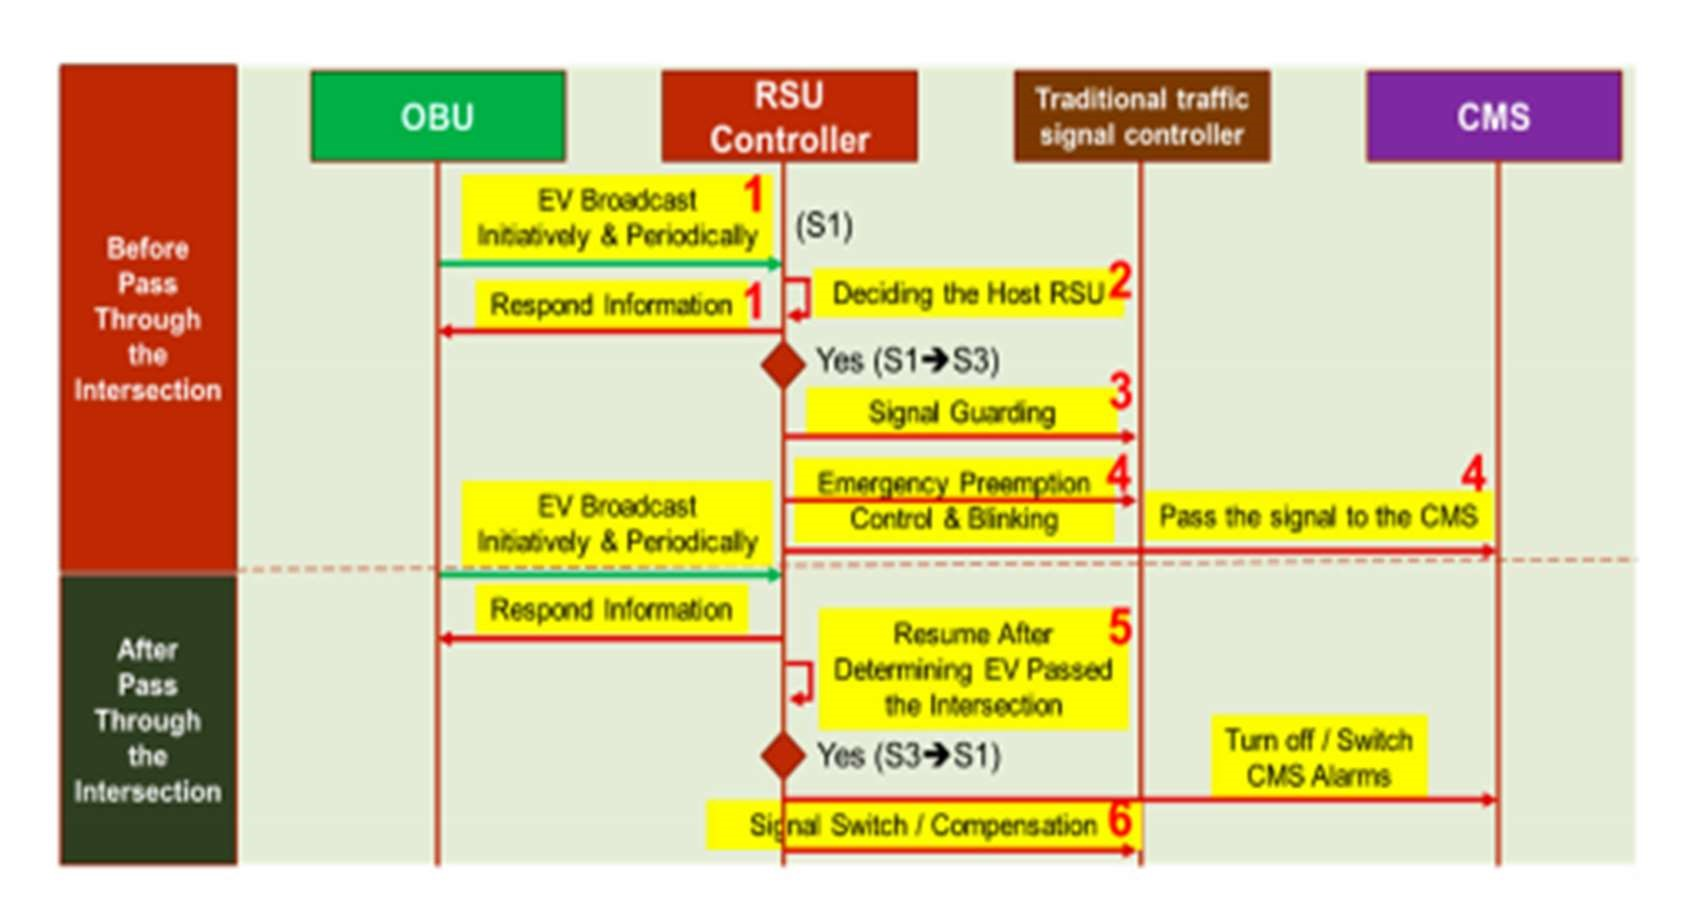 OBU
RSU
Controller
Traditional traffic
signal controller
CMS
Before
Pass
Through
the
Intersection
EV Broadcast
Initiatively & Periodically
1
(S1)
Deciding the Host RSU
2
Respond Information
1
Yes (S1➔S3)
Signal Guarding
3
Emergency Preemption
Control & Blinking
4
Pass the signal to the CMS
4
EV Broadcast
Initiatively & Periodically
After
Pass
Through
the
Intersection
Respond Information
Resume After
Determining EV Passed
the Intersection
5
Yes (S3➔S1)
Turn off / Switch
CMS Alarms
Signal Switch / Compensation
6